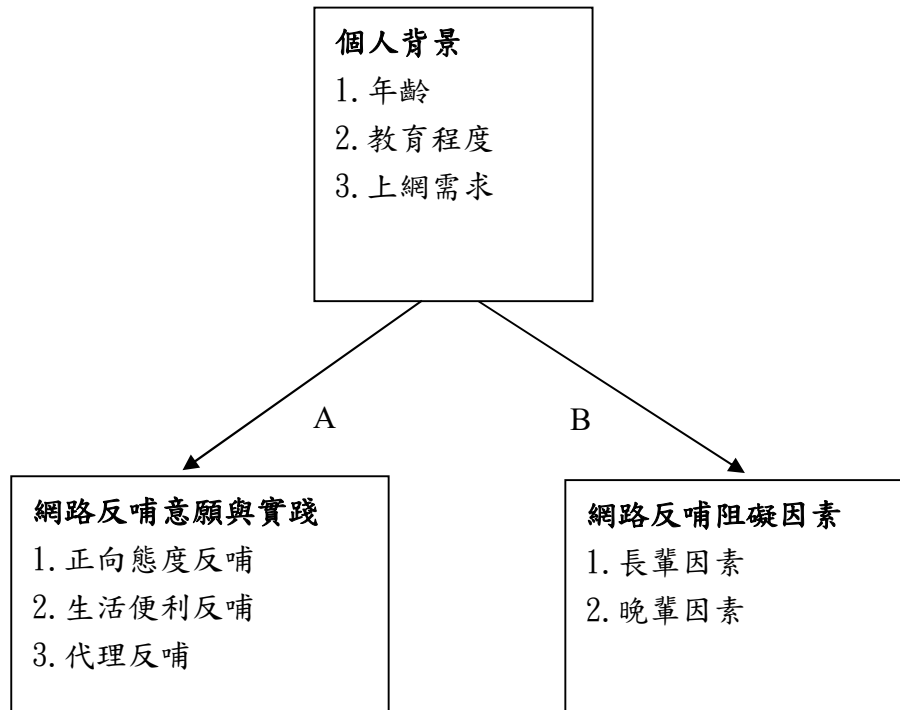 個人背景
1.年齡
2.教育程度
3.上網需求
A
B
網路反哺意願與實踐
1.正向態度反哺
2.生活便利反哺
3.代理反哺
網路反哺阻礙因素
1.長輩因素
2.晚輩因素